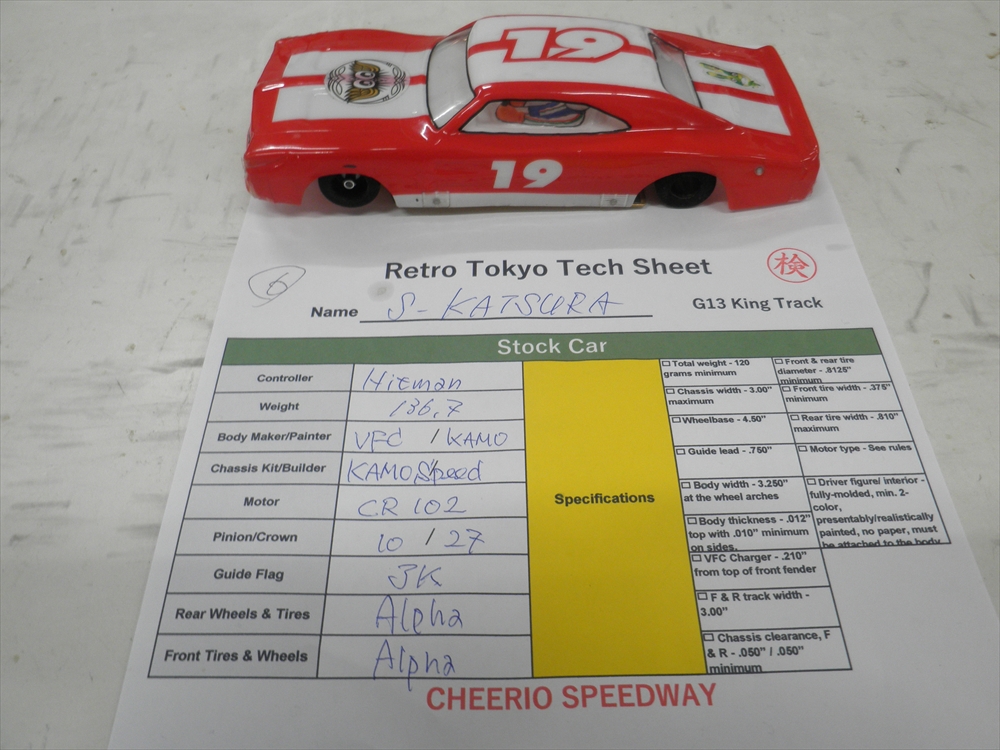 19
19
6
Retro Tokyo Tech Sheet
検
Name S-KATSURA
G13 King Track
Stock Car
Controller Hitman
Weight 136.7
Body Maker/Painter VFC / KAMO
Chassis Kit/Builder KAMO Speed
Motor CR 102
Pinion/Crown 10 / 27
Guide Flag JK
Rear Wheels & Tires Alpha
Front Tires & Wheels Alpha
Specifications
Total weight - 120
grams minimum
Chassis width - 3.00"
maximum
Wheelbase - 4.50"
Guide lead - .750"
Body width - 3.250"
at the wheel arches
Body thickness - .012"
top with .010" minimum
on sides.
VFC Charger - .210"
from top of front fender
F & R track width -
3.00"
Chassis clearance, F
& R - .050" / .050"
minimum
Front & rear tire
diameter - .8125"
minimum
Front tire width - .375"
minimum
Rear tire width - .810"
maximum
Motor type - See rules
Driver figure/ interior -
fully-molded, min. 2-
color,
presentably/realistically
painted, no paper, must
be attached to the body
CHEERIO SPEEDWAY